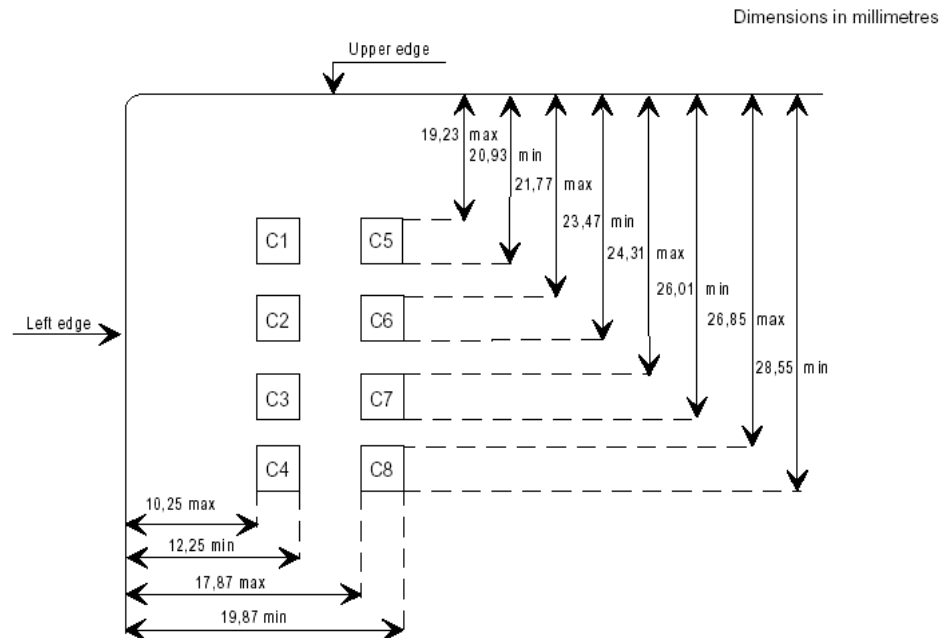 Dimensions in millimetres
Upper edge
19,23 max
20,93 min
21,77 max
23,47 min
24,31 max
26,01 min
26,85 max
28,55 min
C1 C5
C2 C6
Left edge
C3 C7
C4 C8
10,25 max
12,25 min
17,87 max
19,87 min